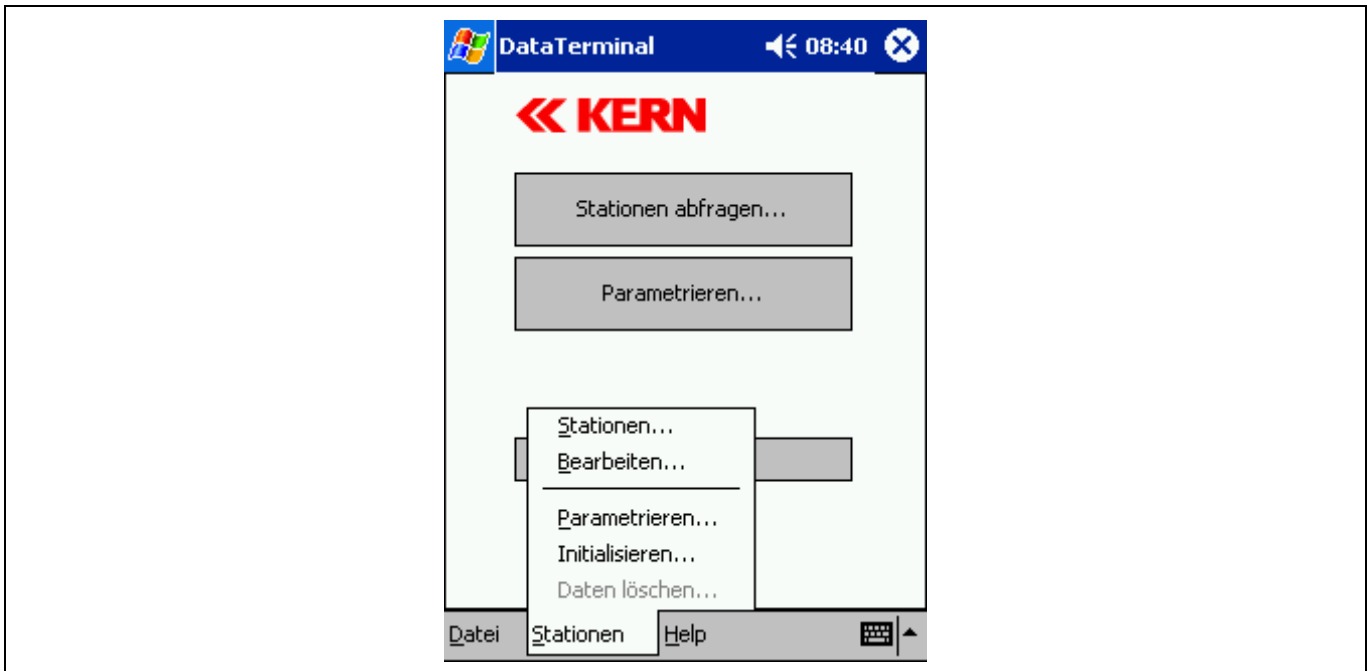 DataTerminal 08:40
KERN
Stationen abfragen...
Parametrieren...
Stationen...
Bearbeiten...
Parametrieren...
Initialisieren...
Daten löschen...
Datei Stationen Help